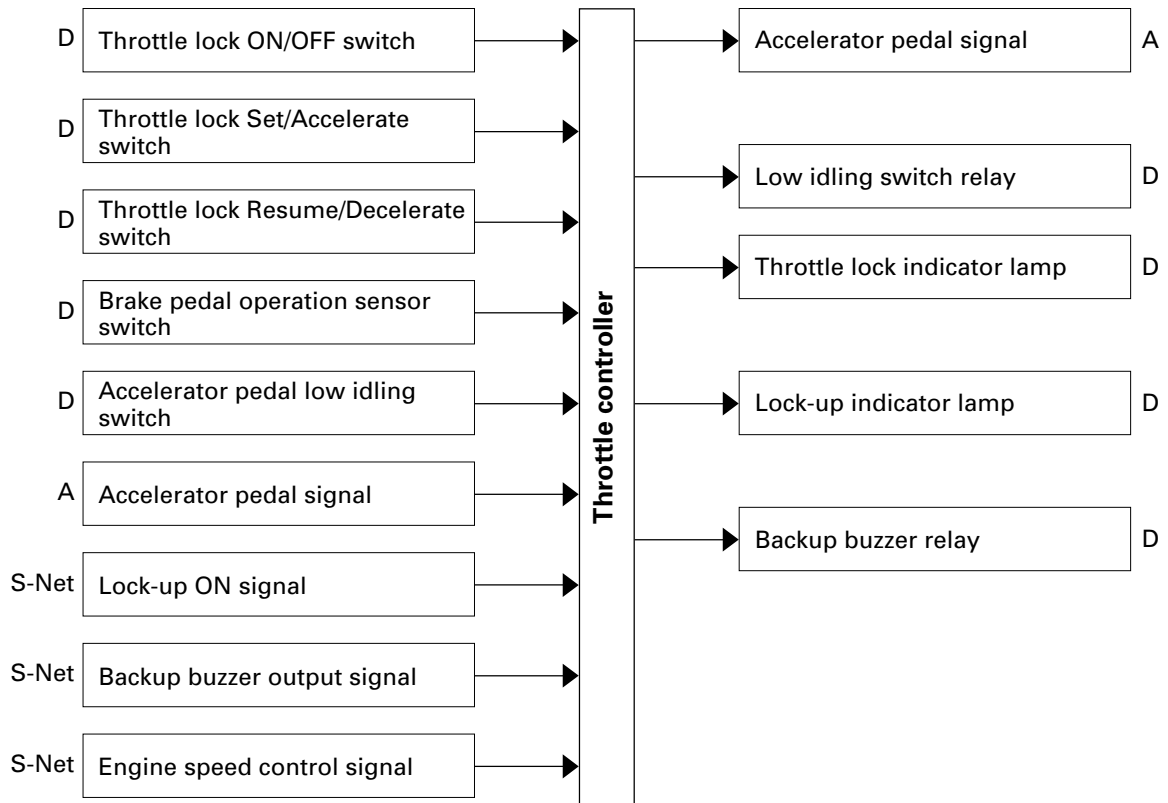 D
Throttle lock ON/OFF switch
D
Throttle lock Set/Accelerate
switch
D
Throttle lock Resume/Decelerate
switch
D
Brake pedal operation sensor
switch
D
Accelerator pedal low idling
switch
A
Accelerator pedal signal
S-Net
Lock-up ON signal
S-Net
Backup buzzer output signal
S-Net
Engine speed control signal
Throttle controller
Accelerator pedal signal
A
Low idling switch relay
D
Throttle lock indicator lamp
D
Lock-up indicator lamp
D
Backup buzzer relay
D